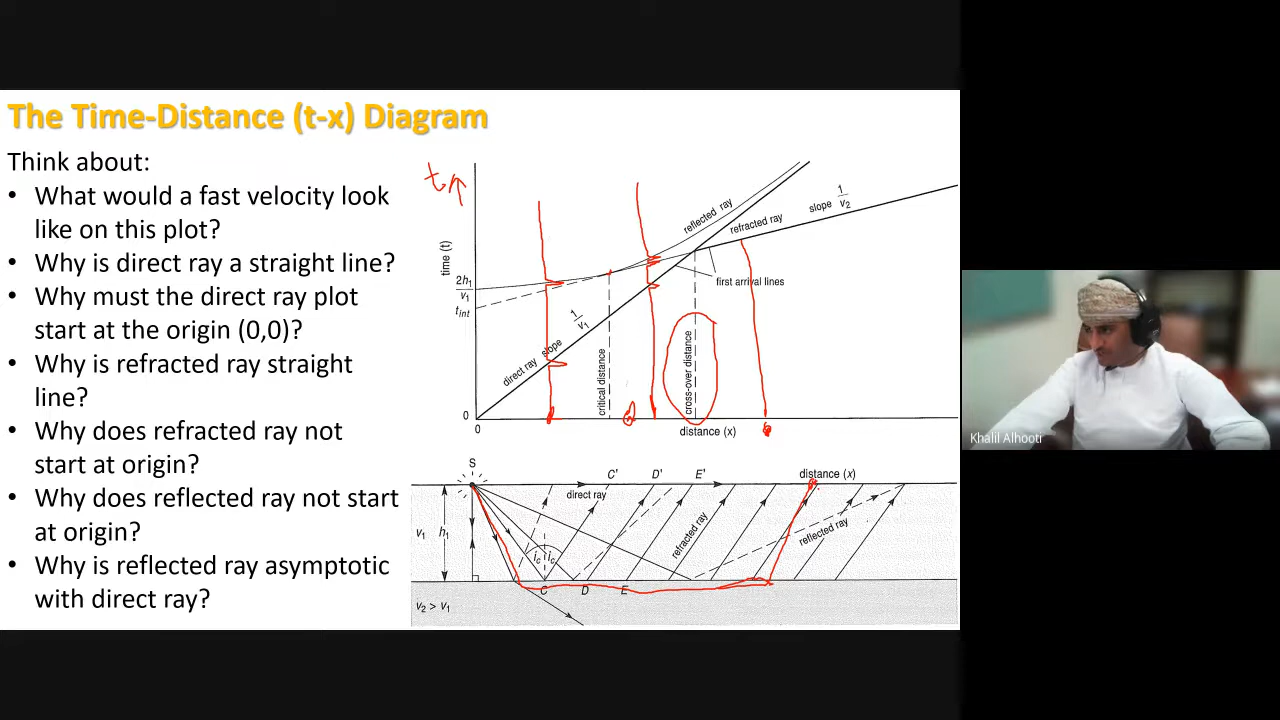 The Time-Distance (t-x) Diagram
Think about:
• What would a fast velocity look
like on this plot?
• Why is direct ray a straight line?
• Why must the direct ray plot
start at the origin (0,0)?
• Why is refracted ray straight
line?
• Why does refracted ray not
start at origin?
• Why does reflected ray not start
at origin?
• Why is reflected ray asymptotic
with direct ray?
t
time (t)
2h₁
v₁
t_int
0
0
direct ray slope 1/v₁
critical distance
cross-over distance
reflected ray
refracted ray
slope 1/v₂
first arrival lines
distance (x)
S
C' D' E' distance (x)
direct ray
v₁ h₁
i_c i_c
refracted ray
reflected ray
C D E
v₂ > v₁
Khalil Alhooti